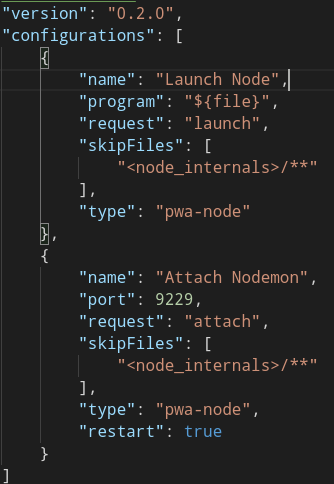 "version": "0.2.0",
"configurations": [
{
"name": "Launch Node",
"program": "${file}",
"request": "launch",
"skipFiles": [
"<node_internals>/**"
],
"type": "pwa-node"
},
{
"name": "Attach Nodemon",
"port": 9229,
"request": "attach",
"skipFiles": [
"<node_internals>/**"
],
"type": "pwa-node",
"restart": true
}
]